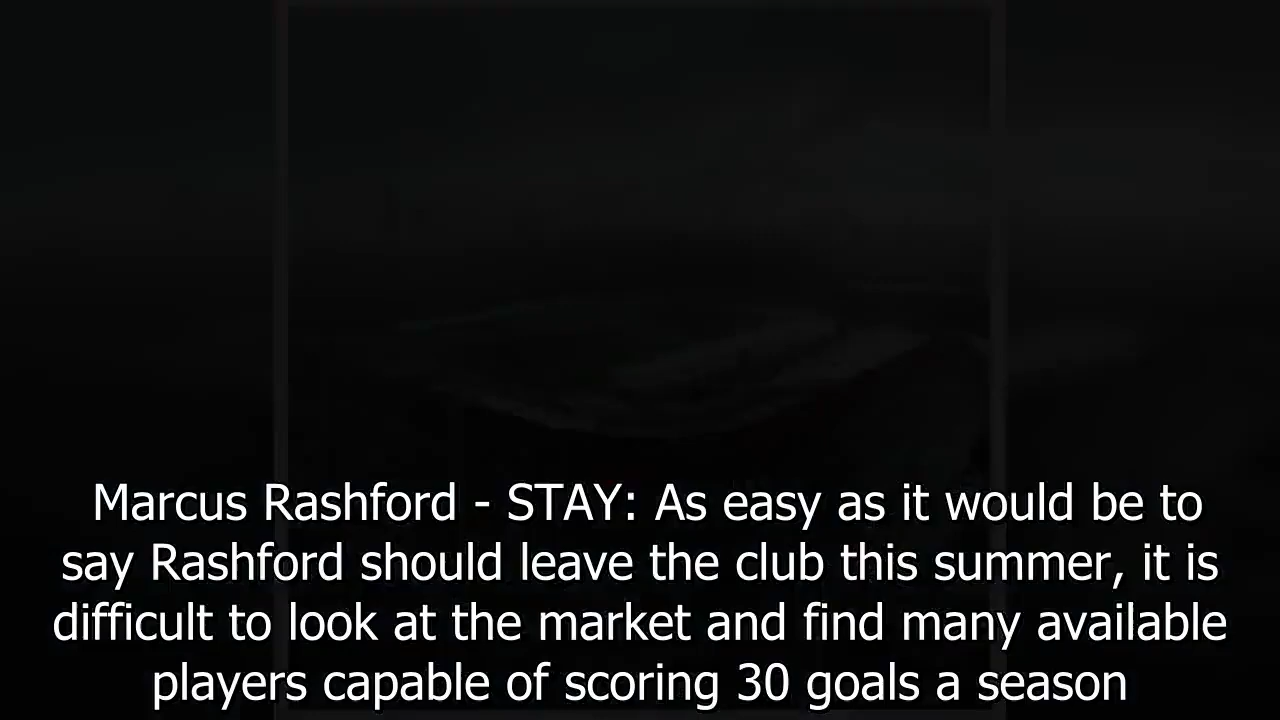 Marcus Rashford - STAY: As easy as it would be to
say Rashford should leave the club this summer, it is
difficult to look at the market and find many available
players capable of scoring 30 goals a season